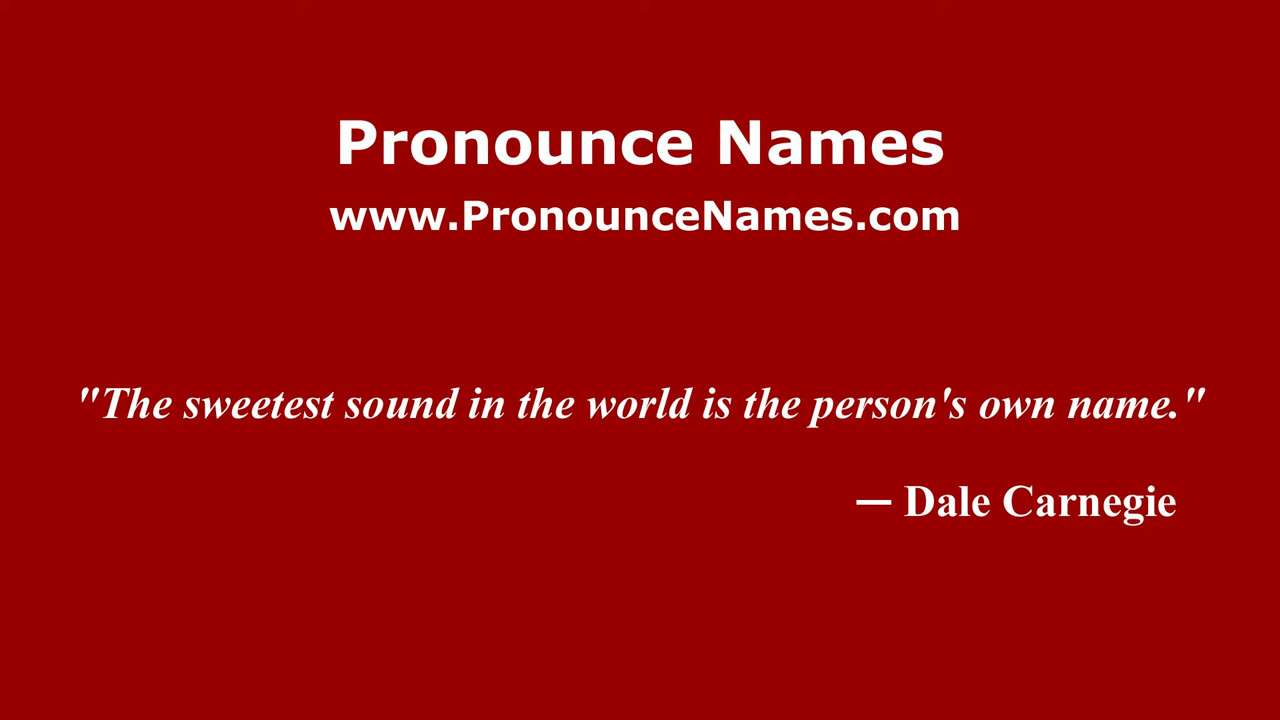 Pronounce Names
www.PronounceNames.com
"The sweetest sound in the world is the person's own name."
— Dale Carnegie